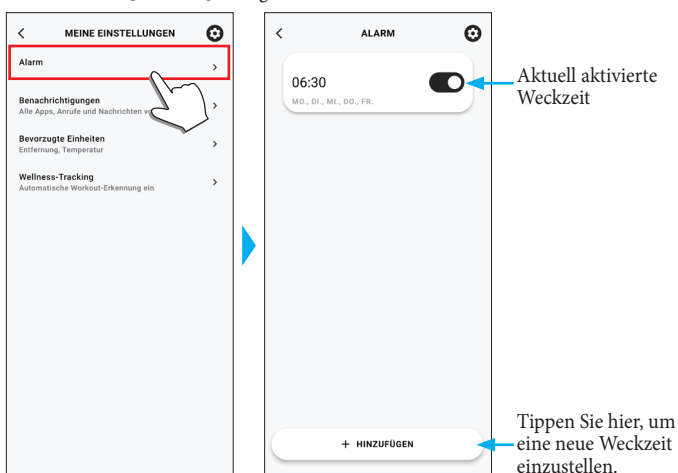 MEINE EINSTELLUNGEN
Alarm
Benachrichtigungen
Alle Apps, Anrufe und Nachrichten
Bevorzugte Einheiten
Entfernung, Temperatur
Wellness-Tracking
Automatische Workout-Erkennung ein
ALARM
06:30
MO., DI., MI., DO., FR.
+ HINZUFÜGEN
Aktuell aktivierte
Weckzeit
Tippen Sie hier, um
eine neue Weckzeit
einzustellen.